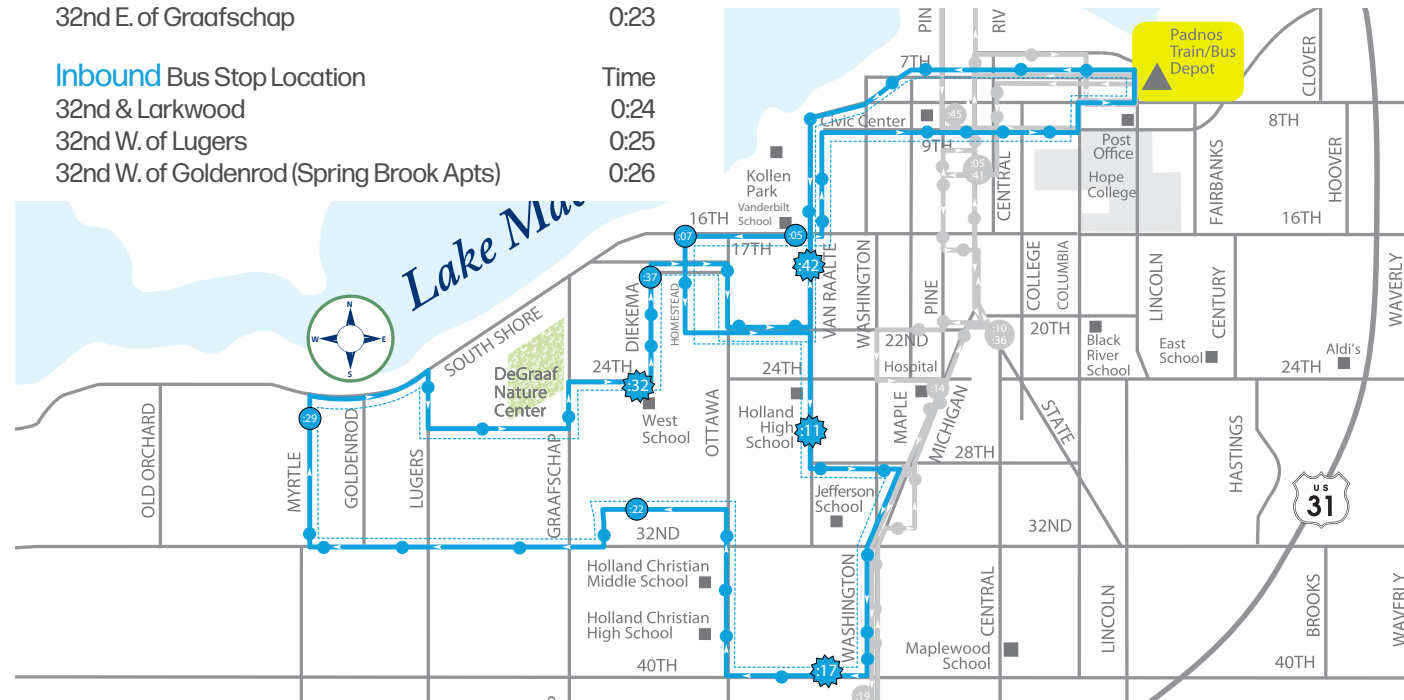 32nd E. of Graafschap 0:23
Inbound Bus Stop Location Time
32nd & Larkwood 0:24
32nd W. of Lugers 0:25
32nd W. of Goldenrod (Spring Brook Apts) 0:26
PIN
RIV
Padnos
Train/Bus
Depot
CLOVER
7TH
Civic Center
:45
8TH
9TH
Post
Office
:05
:41
CENTRAL
Hope
College
FAIRBANKS
HOOVER
Kollen
Park
Vanderbilt
School
16TH
16TH
:07
:05
17TH
Lake Mac
:42
:37
VAN RAALTE
WASHINGTON
PINE
COLLEGE
COLUMBIA
LINCOLN
CENTURY
WAVERLY
N
W
E
S
SOUTH SHORE
DIEKEMA
HOMESTEAD
22ND
:10
:36
20TH
Black
River
School
East
School
Aldi's
24TH
24TH
24TH
Hospital
DeGraaf
Nature
Center
:32
:14
West
School
OTTAWA
Holland
High
School
MAPLE
MICHIGAN
STATE
:29
:11
OLD ORCHARD
MYRTLE
GOLDENROD
LUGERS
GRAAFSCHAP
28TH
HASTINGS
Jefferson
School
US
31
:22
32ND
32ND
Holland Christian
Middle School
Holland Christian
High School
WASHINGTON
CENTRAL
LINCOLN
BROOKS
WAVERLY
Maplewood
School
40TH
:17
40TH
:19